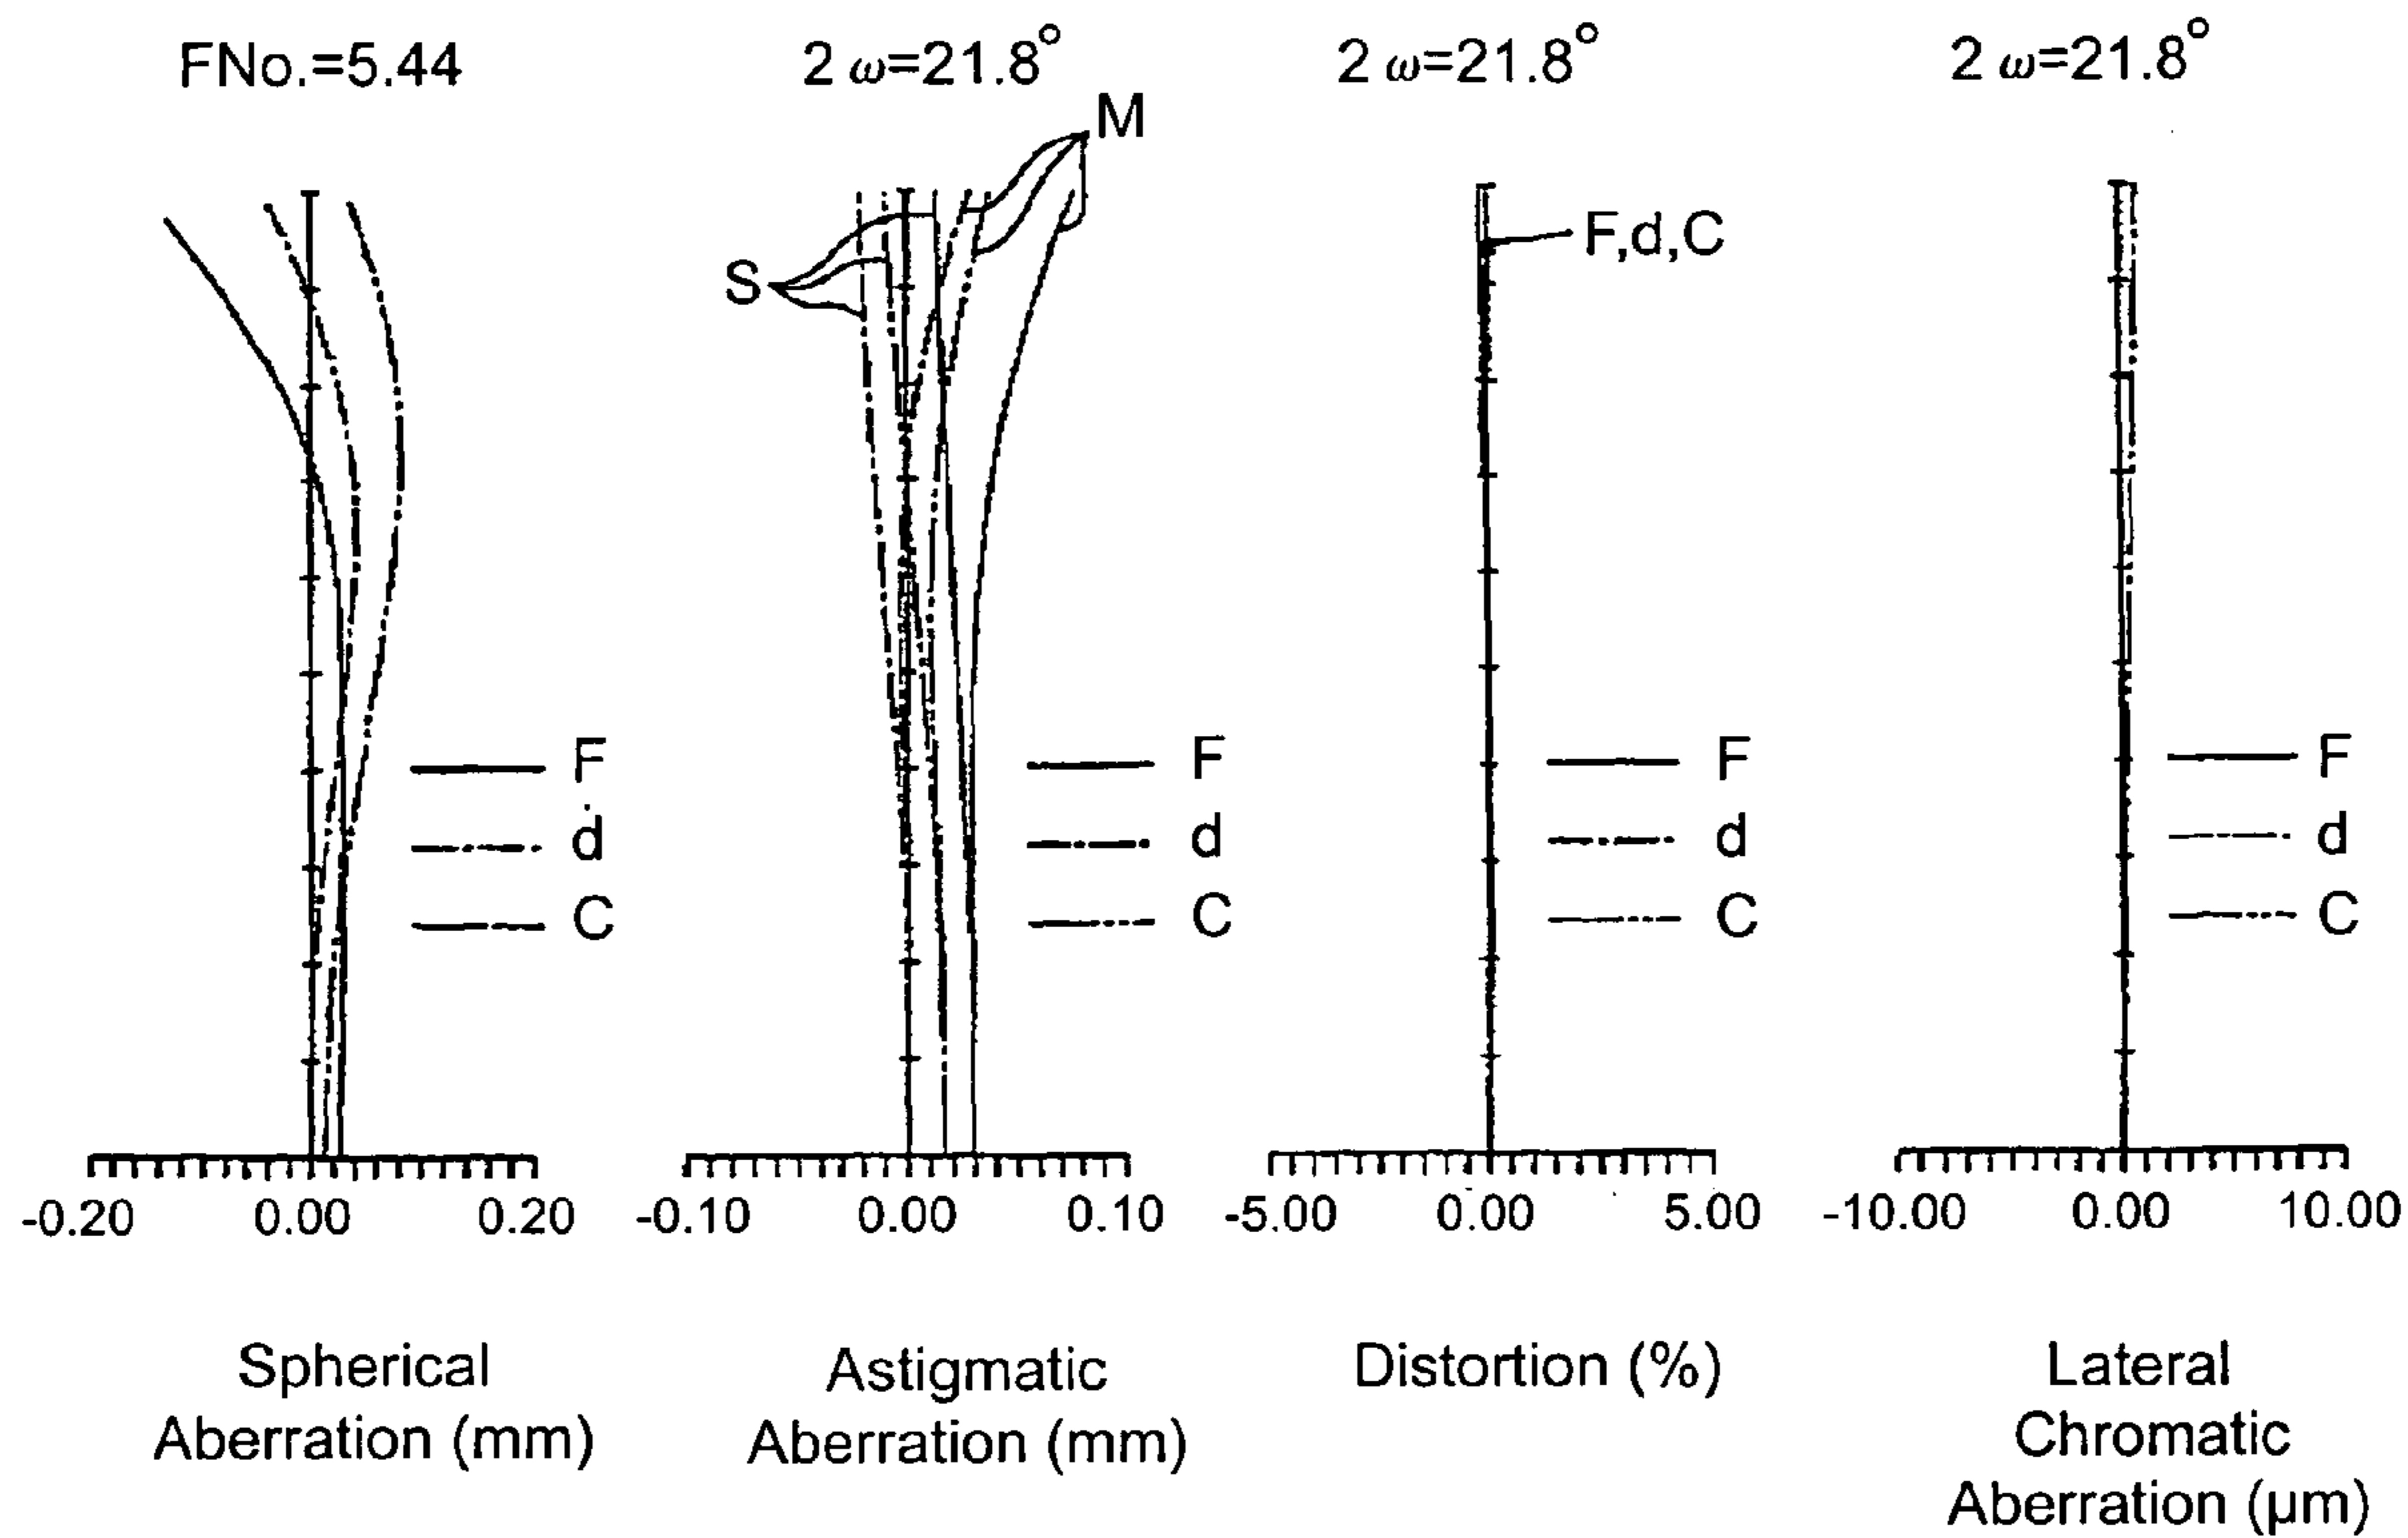 FNo.=5.44
2 ω=21.8°
2 ω=21.8°
2 ω=21.8°
M
S
F,d,C
F
d
C
F
d
C
F
d
C
F
d
C
-0.20 0.00 0.20
-0.10 0.00 0.10
-5.00 0.00 5.00
-10.00 0.00 10.00
Spherical
Aberration (mm)
Astigmatic
Aberration (mm)
Distortion (%)
Lateral
Chromatic
Aberration (μm)